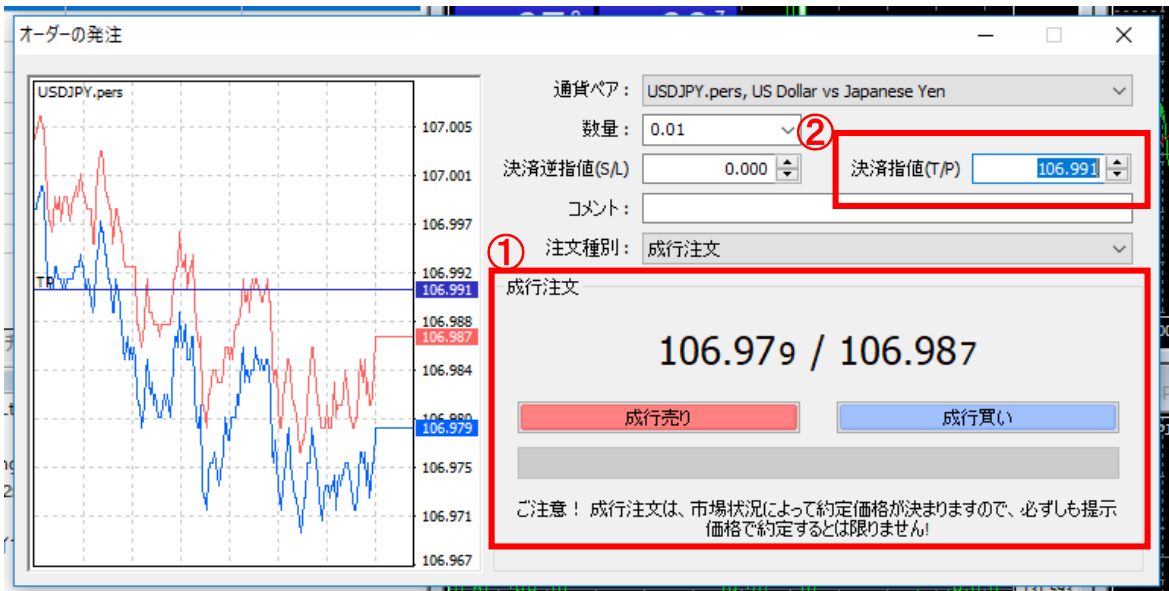 オーダーの発注
USDJPY.pers
107.005
107.001
106.997
106.992
TP
106.991
106.988
106.987
106.984
106.980
106.979
106.975
106.971
106.967
通貨ペア: USDJPY.pers, US Dollar vs Japanese Yen
数量: 0.01
②
決済逆指値(S/L) 0.000 決済指値(T/P) 106.991
コメント:
①
注文種別: 成行注文
成行注文
106.979 / 106.987
成行売り 成行買い
ご注意! 成行注文は、市場状況によって約定価格が決まりますので、必ずしも提示
価格で約定するとは限りません!